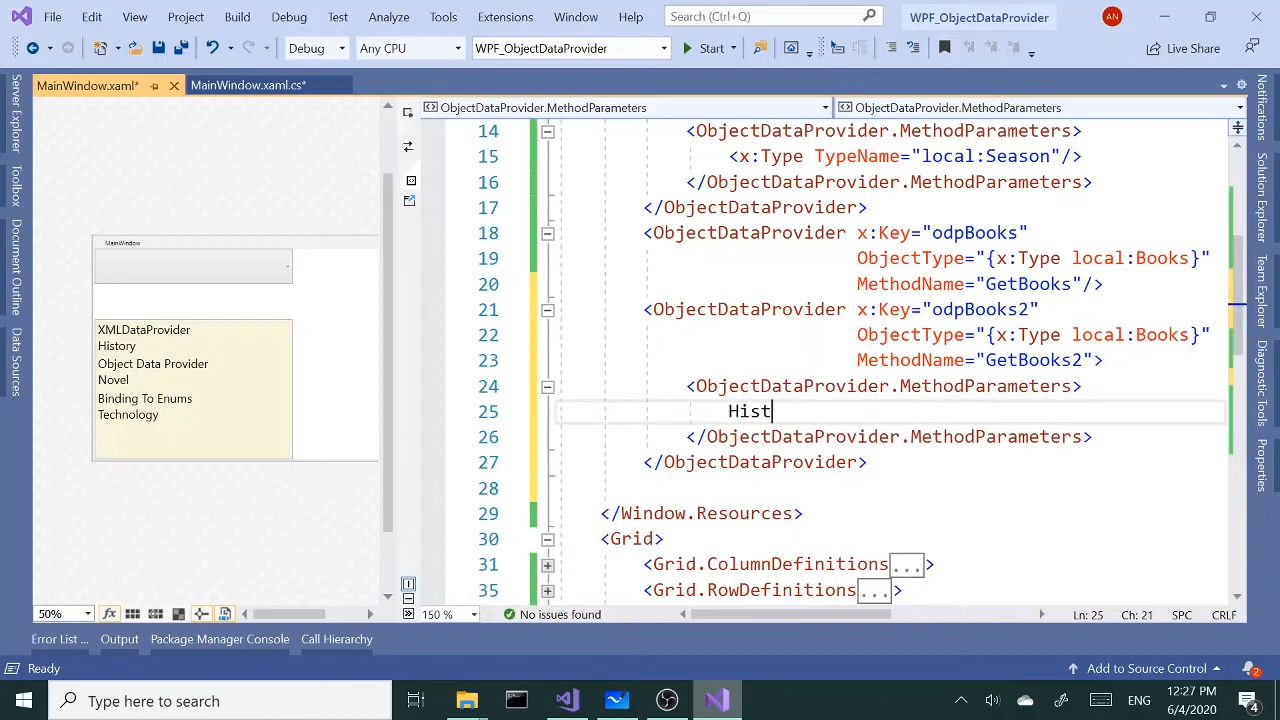 File Edit View Project Build Debug Test Analyze Tools Extensions Window Help Search (Ctrl+Q) WPF_ObjectDataProvider AN
Debug Any CPU WPF_ObjectDataProvider Start Live Share
MainWindow.xaml* MainWindow.xaml.cs*
ObjectDataProvider.MethodParameters ObjectDataProvider.MethodParameters
Server Explorer
Toolbox
Document Outline
Data Sources
MainWindow
XMLDataProvider
History
Object Data Provider
Novel
Binding To Enums
Technology
14 <ObjectDataProvider.MethodParameters>
15 <x:Type TypeName="local:Season"/>
16 </ObjectDataProvider.MethodParameters>
17 </ObjectDataProvider>
18 <ObjectDataProvider x:Key="odpBooks"
19 ObjectType="{x:Type local:Books}"
20 MethodName="GetBooks"/>
21 <ObjectDataProvider x:Key="odpBooks2"
22 ObjectType="{x:Type local:Books}"
23 MethodName="GetBooks2">
24 <ObjectDataProvider.MethodParameters>
25 Hist
26 </ObjectDataProvider.MethodParameters>
27 </ObjectDataProvider>
28
29 </Window.Resources>
30 <Grid>
31 <Grid.ColumnDefinitions...>
35 <Grid.RowDefinitions...>
Notifications
Solution Explorer
Team Explorer
Diagnostic Tools
Properties
50% fx 150 % No issues found Ln: 25 Ch: 21 SPC CRLF
Error List ... Output Package Manager Console Call Hierarchy
Ready Add to Source Control 2
Type here to search ENG 12:27 PM
6/4/2020 4